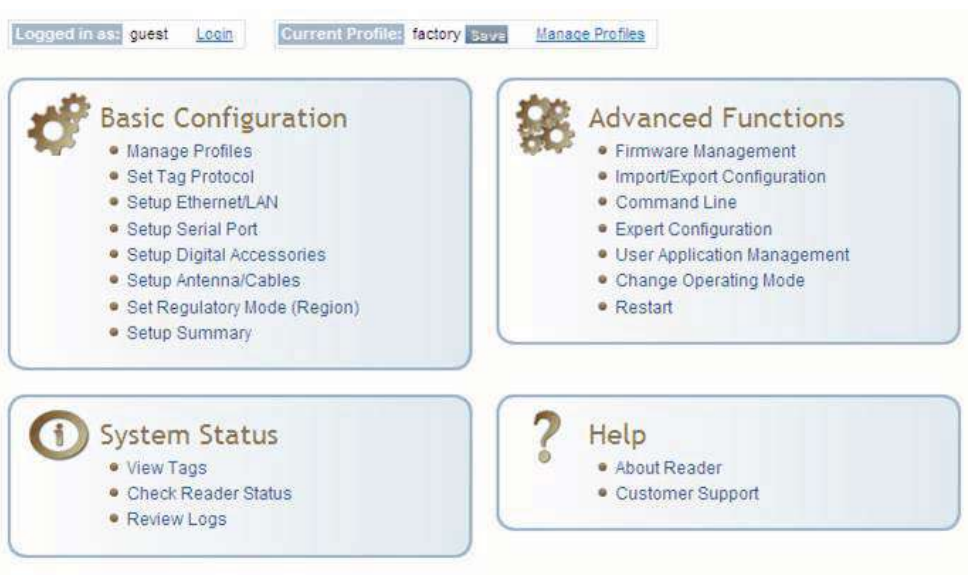 Logged in as: guest Login Current Profile: factory Save Manage Profiles
Basic Configuration
Manage Profiles
Set Tag Protocol
Setup Ethernet/LAN
Setup Serial Port
Setup Digital Accessories
Setup Antenna/Cables
Set Regulatory Mode (Region)
Setup Summary
Advanced Functions
Firmware Management
Import/Export Configuration
Command Line
Expert Configuration
User Application Management
Change Operating Mode
Restart
System Status
View Tags
Check Reader Status
Review Logs
Help
About Reader
Customer Support